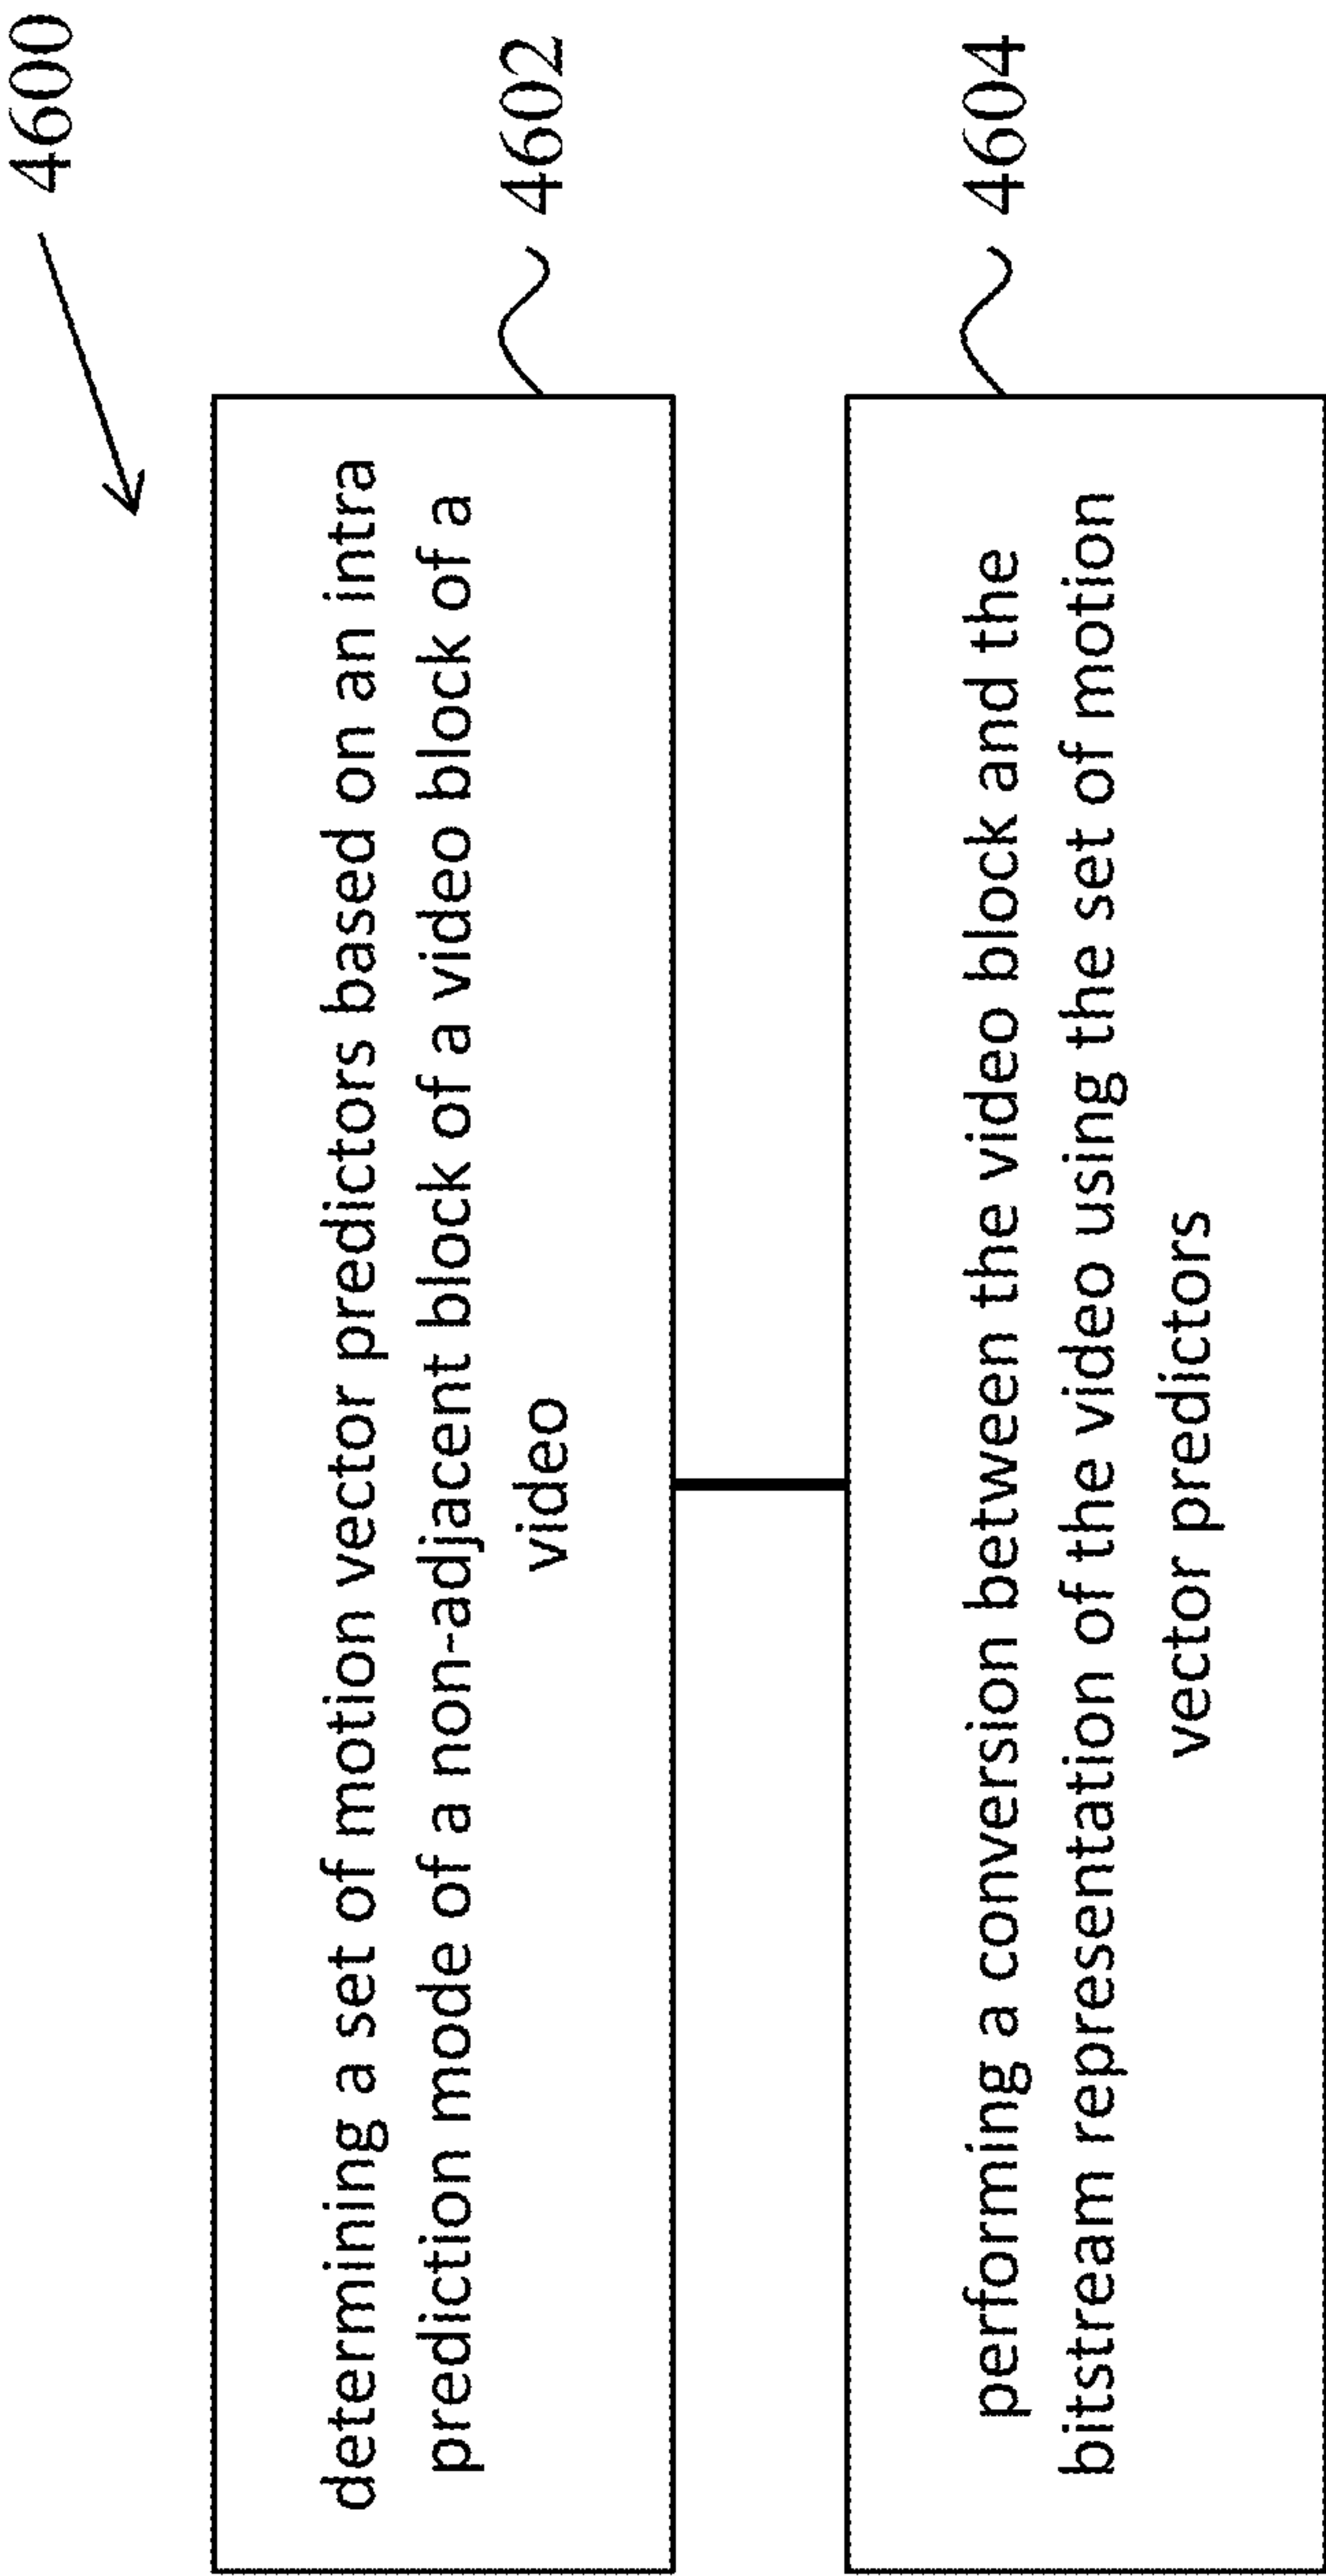 4600
determining a set of motion vector predictors based on an intra
prediction mode of a non-adjacent block of a video block of a
video
4602
performing a conversion between the video block and the
bitstream representation of the video using the set of motion
vector predictors
4604